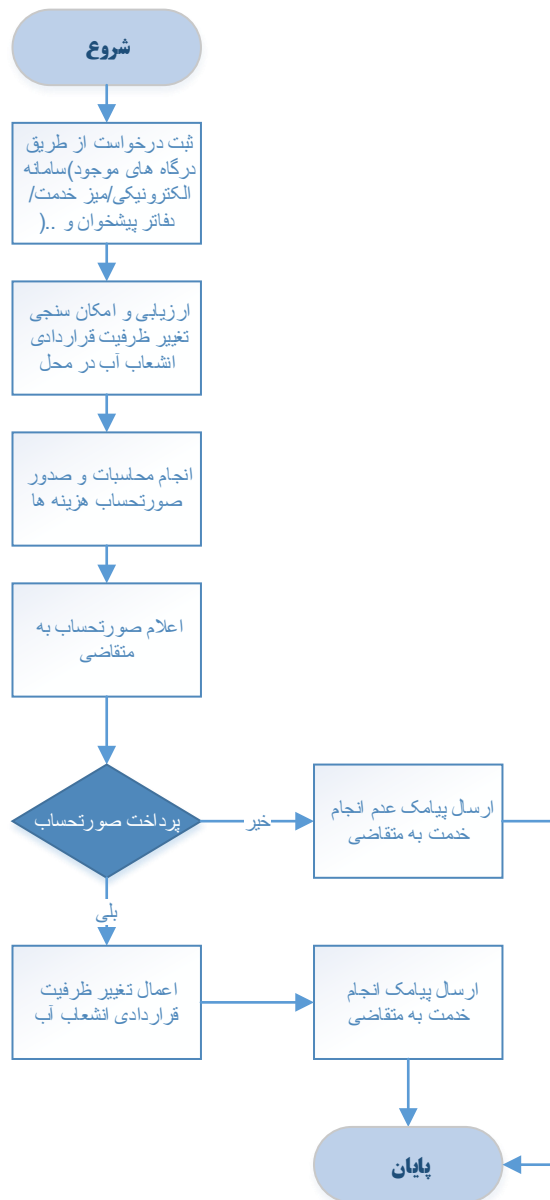 شروع
ثبت درخواست از طریق
درگاه های موجود)سامانه
الکترونیکی/میز خدمت/
دفاتر پیشخوان و ..(
ارزیابی و امکان سنجی
تغییر ظرفیت قراردادی
انشعاب آب در محل
انجام محاسبات و صدور
صورتحساب هزینه ها
اعلام صورتحساب به
متقاضی
پرداخت صورتحساب
خیر
ارسال پیامک عدم انجام
خدمت به متقاضی
بلی
اعمال تغییر ظرفیت
قراردادی انشعاب آب
ارسال پیامک انجام
خدمت به متقاضی
پایان